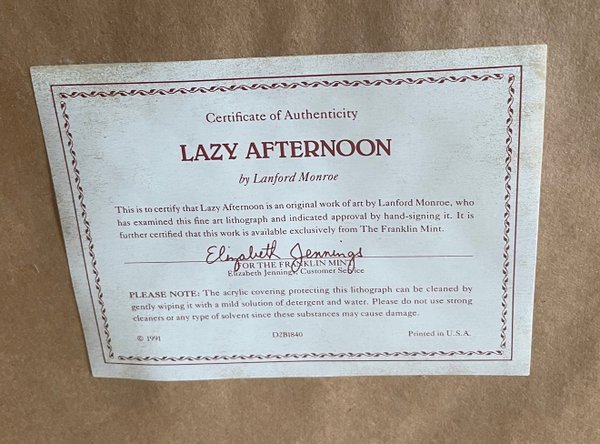 Certificate of Authenticity
LAZY AFTERNOON
by Lanford Monroe
This is to certify that Lazy Afternoon is an original work of art by Lanford Monroe, who
has examined this fine art lithograph and indicated approval by hand-signing it. It is
further certified that this work is available exclusively from The Franklin Mint.
Elizabeth Jennings
FOR THE FRANKLIN MINT
Elizabeth Jennings, Customer Service
PLEASE NOTE: The acrylic covering protecting this lithograph can be cleaned by
gently wiping it with a mild solution of detergent and water. Please do not use strong
cleaners or any type of solvent since these substances may cause damage.
© 1991 D2B1840 Printed in U.S.A.